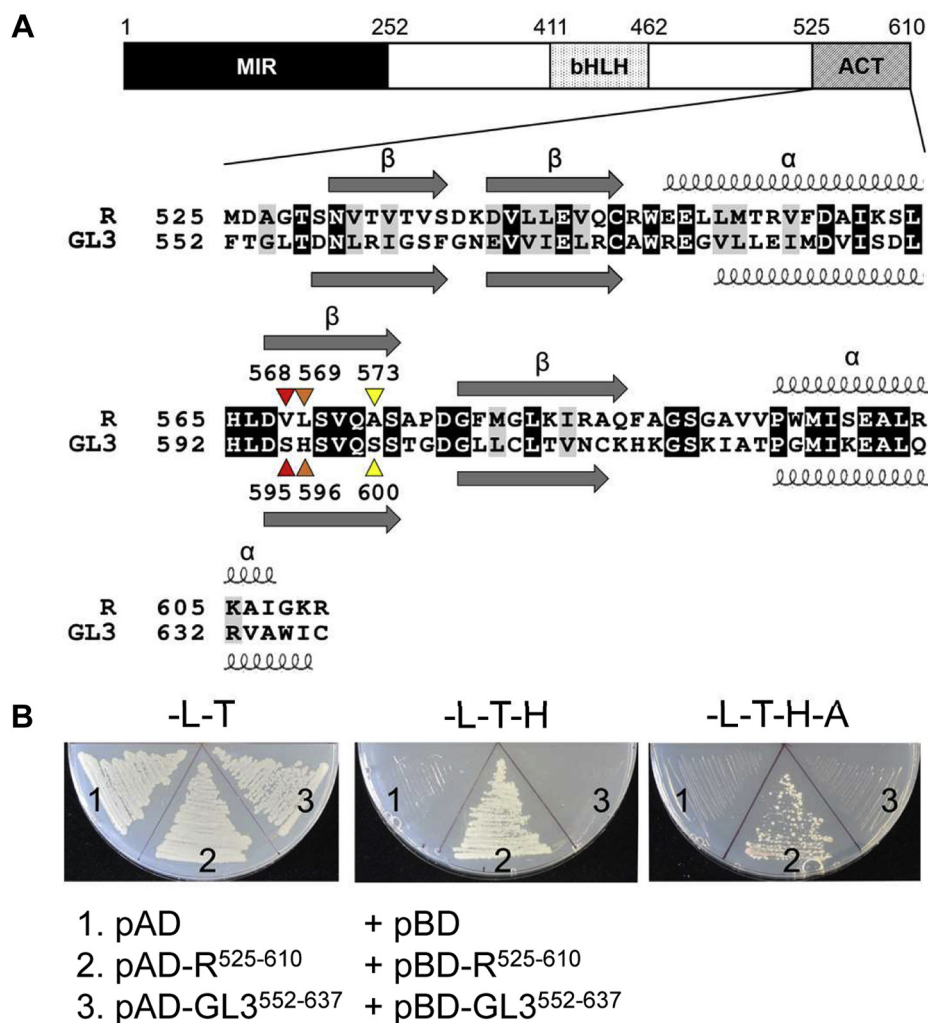 A
1 252 411 462 525 610
MIR bHLH ACT
β β α
R 525 MDAGTSNVTVTVSDKDVLLEVQCRWEELLMTRVFDAIKSL
GL3 552 FTGLTDNLRIGSFGNEVVIELRCAWREGVLLEIMDVISDL
β β α
568 569 573
R 565 HLDVLSVQASAPDGFMGLKIRAQFAGSGAVVPWMISEALR
GL3 592 HLDSHSVQSSTGDGLLCLTVNCKHKGSKIATPGMIKEALQ
595 596 600
α
R 605 KAIGKR
GL3 632 RVAWIC
B
-L-T -L-T-H -L-T-H-A
1 2 3 1 2 3 1 2 3
1. pAD + pBD
2. pAD-R525-610 + pBD-R525-610
3. pAD-GL3552-637 + pBD-GL3552-637